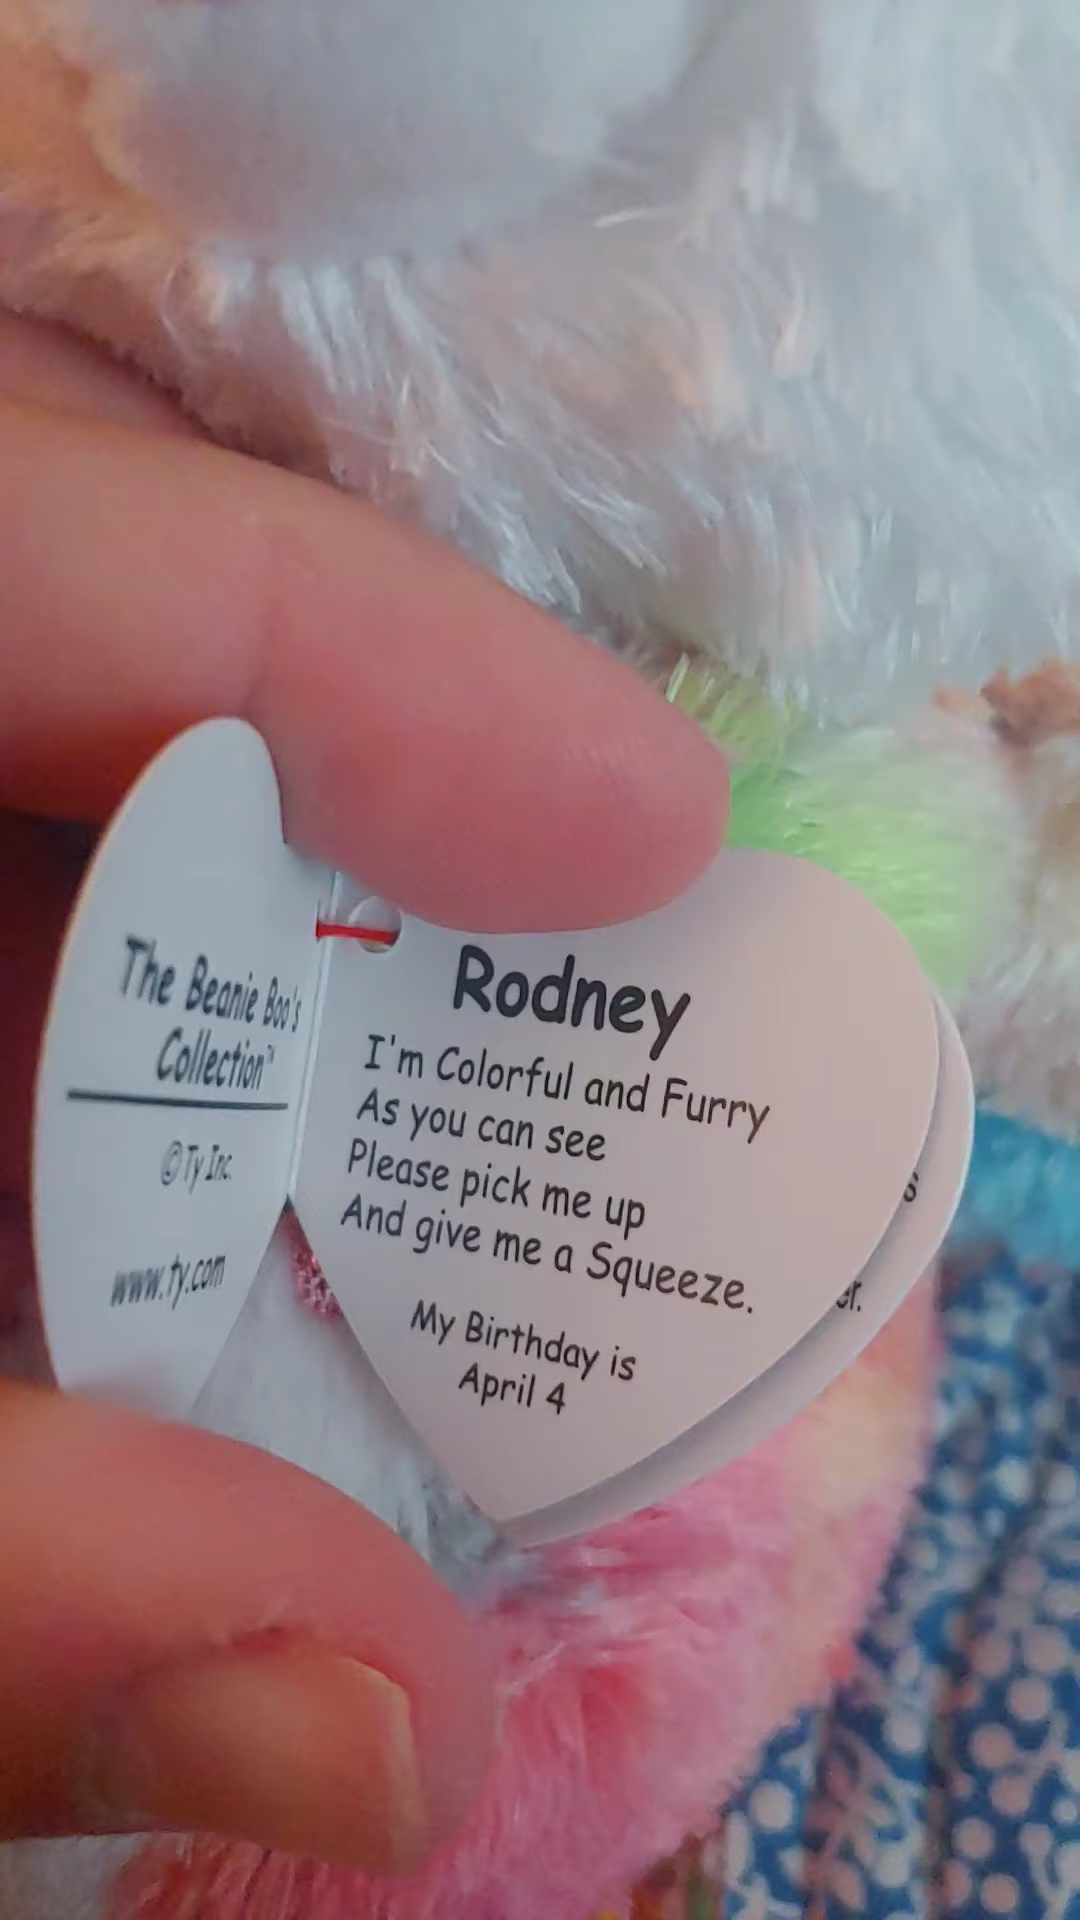 The Beanie Boo's
Collection™
©Ty Inc.
www.ty.com
Rodney
I'm Colorful and Furry
As you can see
Please pick me up
And give me a Squeeze.
My Birthday is
April 4
s
er.